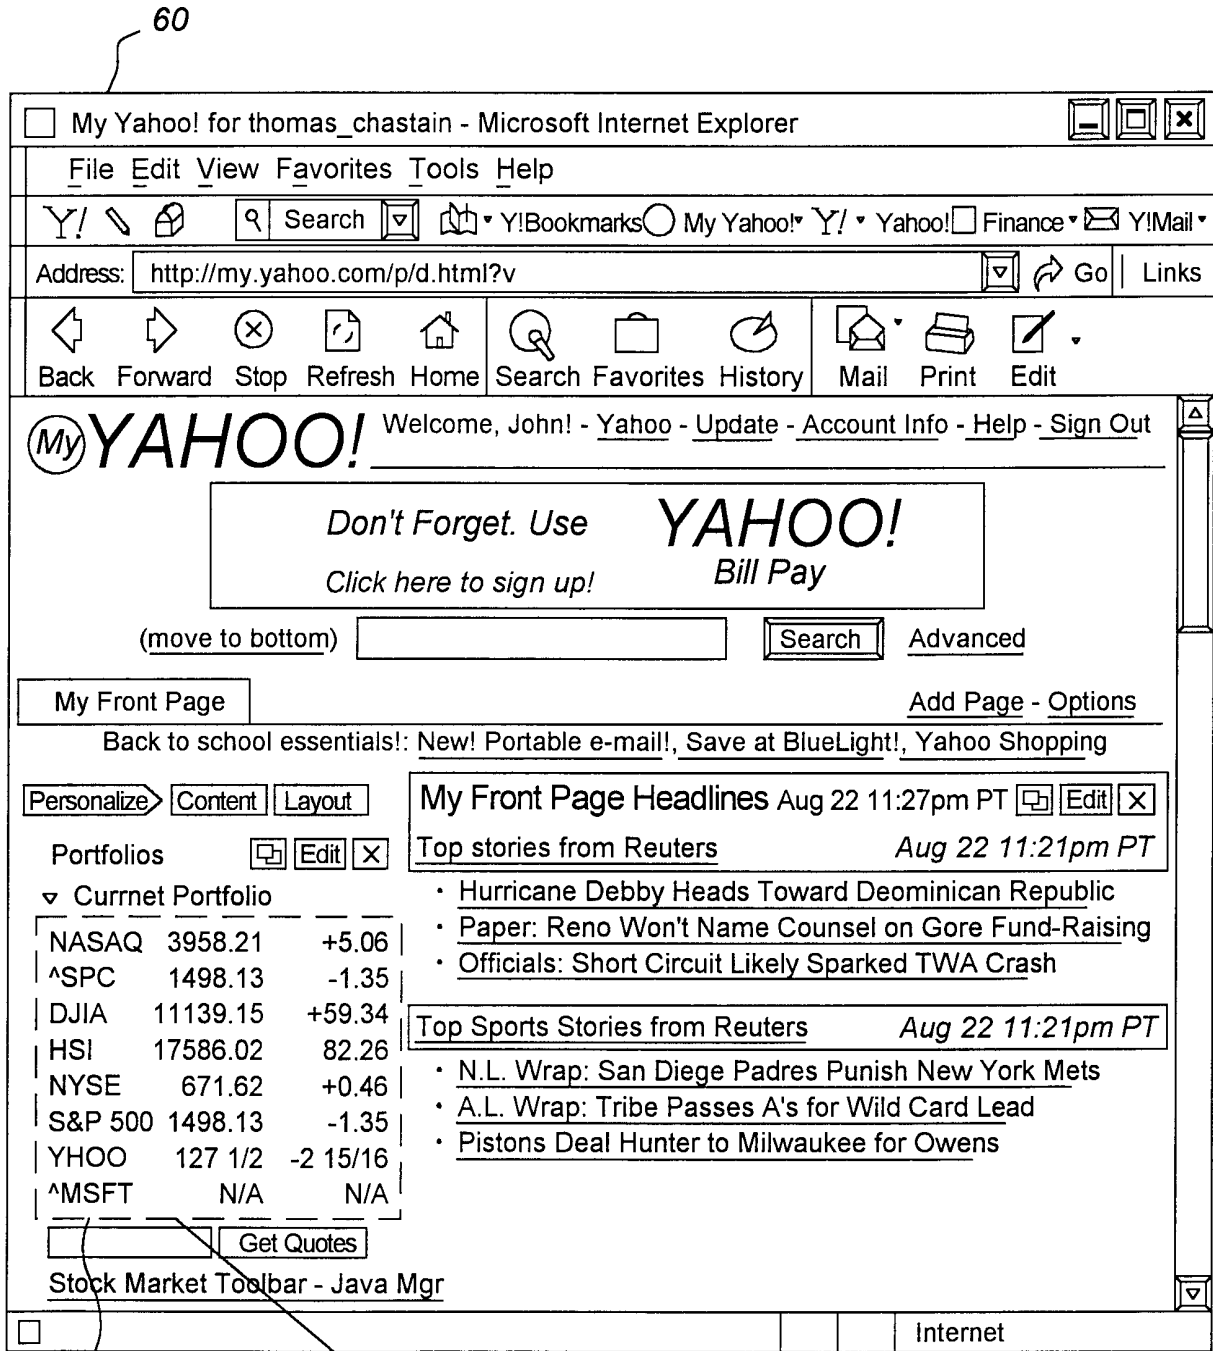 60
My Yahoo! for thomas_chastain - Microsoft Internet Explorer
File Edit View Favorites Tools Help
Y! Search Y!Bookmarks My Yahoo! Y! Yahoo! Finance Y!Mail
Address: http://my.yahoo.com/p/d.html?v Go Links
Back Forward Stop Refresh Home Search Favorites History Mail Print Edit
My YAHOO! Welcome, John! - Yahoo - Update - Account Info - Help - Sign Out
Don't Forget. Use YAHOO!
Click here to sign up! Bill Pay
(move to bottom) Search Advanced
My Front Page Add Page - Options
Back to school essentials!: New! Portable e-mail!, Save at BlueLight!, Yahoo Shopping
Personalize Content Layout
Portfolios Edit X
Currnet Portfolio
NASAQ 3958.21 +5.06
^SPC 1498.13 -1.35
DJIA 11139.15 +59.34
HSI 17586.02 82.26
NYSE 671.62 +0.46
S&P 500 1498.13 -1.35
YHOO 127 1/2 -2 15/16
^MSFT N/A N/A
Get Quotes
Stock Market Toolbar - Java Mgr
My Front Page Headlines Aug 22 11:27pm PT Edit X
Top stories from Reuters Aug 22 11:21pm PT
· Hurricane Debby Heads Toward Deominican Republic
· Paper: Reno Won't Name Counsel on Gore Fund-Raising
· Officials: Short Circuit Likely Sparked TWA Crash
Top Sports Stories from Reuters Aug 22 11:21pm PT
· N.L. Wrap: San Diego Padres Punish New York Mets
· A.L. Wrap: Tribe Passes A's for Wild Card Lead
· Pistons Deal Hunter to Milwaukee for Owens
Internet